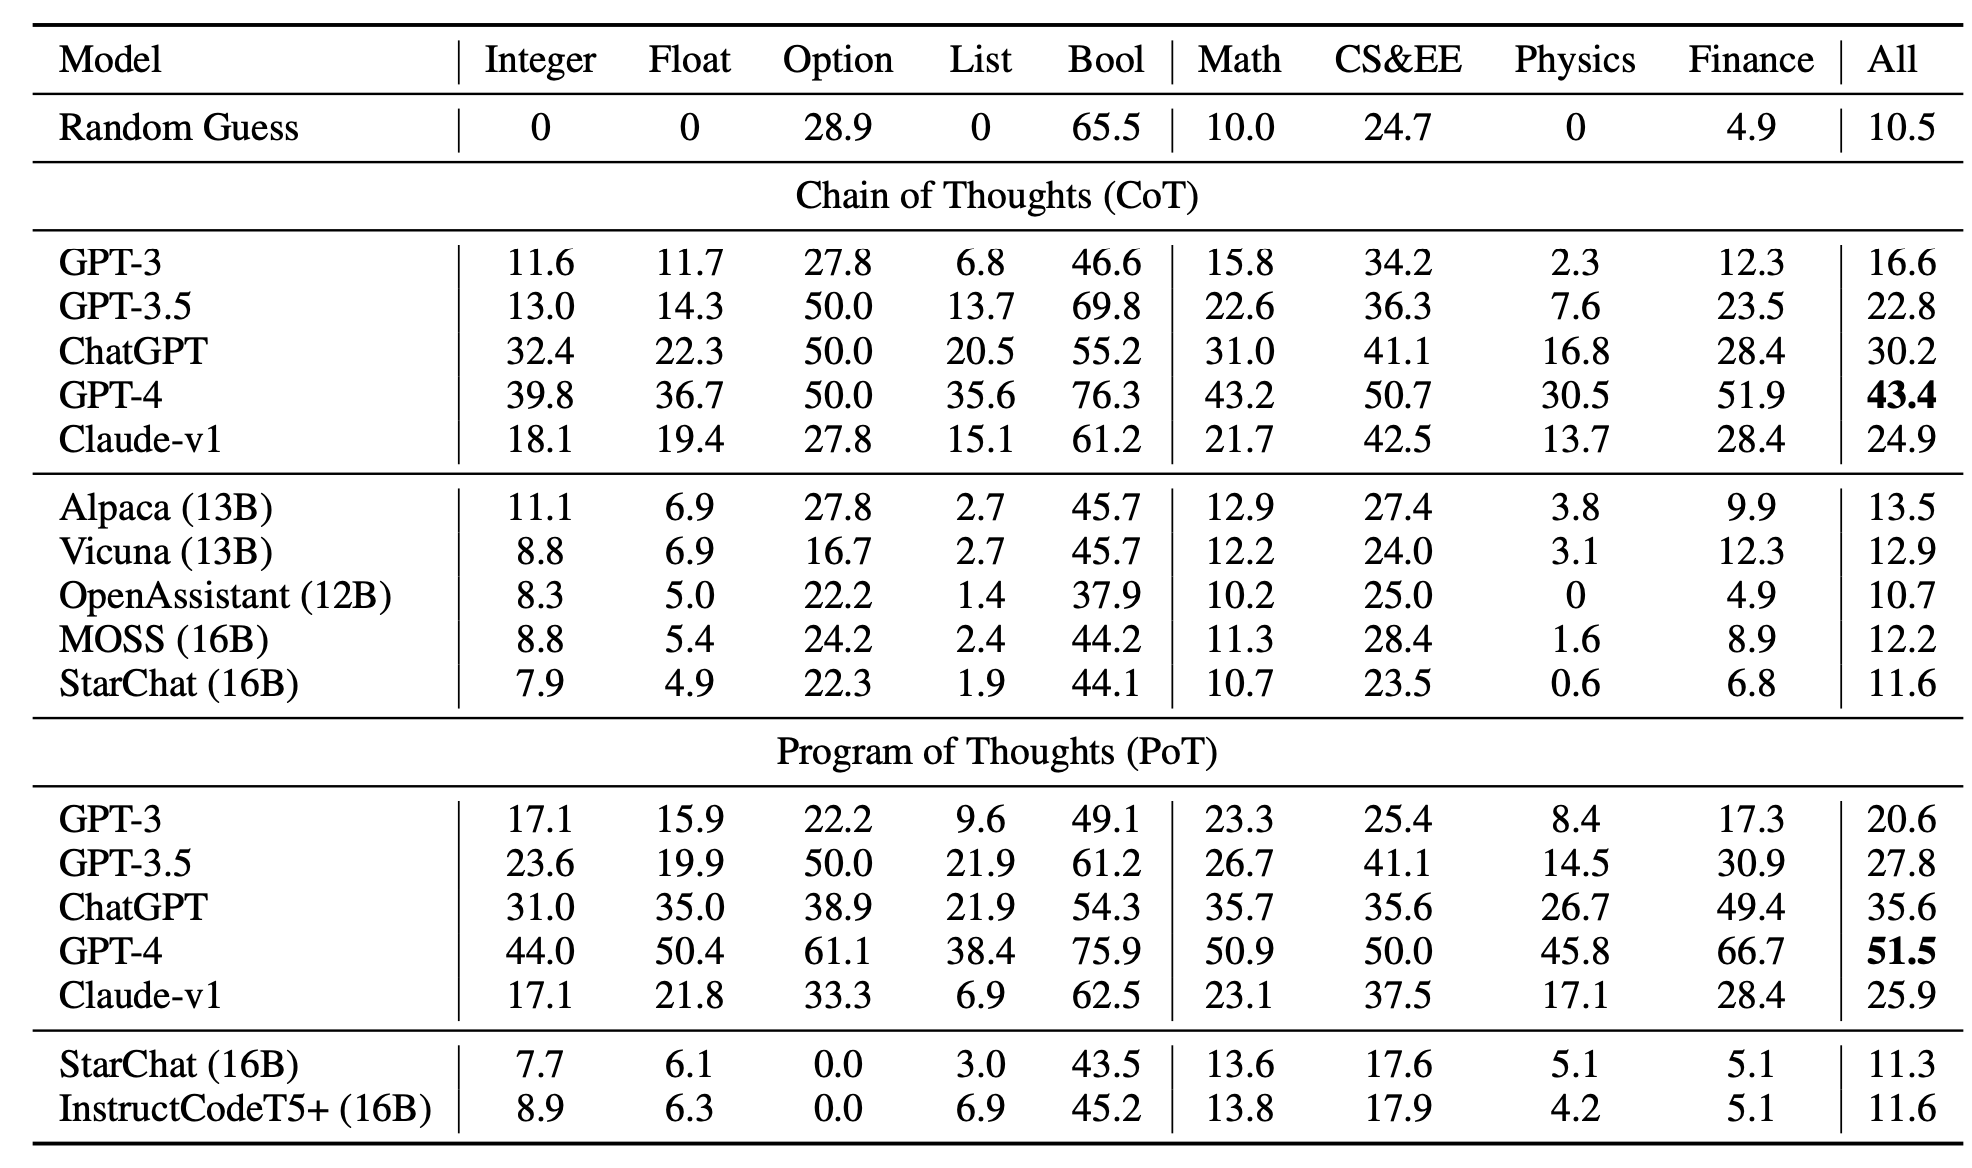 Model Integer Float Option List Bool Math CS&EE Physics Finance All
Random Guess 0 0 28.9 0 65.5 10.0 24.7 0 4.9 10.5
Chain of Thoughts (CoT)
GPT-3 11.6 11.7 27.8 6.8 46.6 15.8 34.2 2.3 12.3 16.6
GPT-3.5 13.0 14.3 50.0 13.7 69.8 22.6 36.3 7.6 23.5 22.8
ChatGPT 32.4 22.3 50.0 20.5 55.2 31.0 41.1 16.8 28.4 30.2
GPT-4 39.8 36.7 50.0 35.6 76.3 43.2 50.7 30.5 51.9 43.4
Claude-v1 18.1 19.4 27.8 15.1 61.2 21.7 42.5 13.7 28.4 24.9
Alpaca (13B) 11.1 6.9 27.8 2.7 45.7 12.9 27.4 3.8 9.9 13.5
Vicuna (13B) 8.8 6.9 16.7 2.7 45.7 12.2 24.0 3.1 12.3 12.9
OpenAssistant (12B) 8.3 5.0 22.2 1.4 37.9 10.2 25.0 0 4.9 10.7
MOSS (16B) 8.8 5.4 24.2 2.4 44.2 11.3 28.4 1.6 8.9 12.2
StarChat (16B) 7.9 4.9 22.3 1.9 44.1 10.7 23.5 0.6 6.8 11.6
Program of Thoughts (PoT)
GPT-3 17.1 15.9 22.2 9.6 49.1 23.3 25.4 8.4 17.3 20.6
GPT-3.5 23.6 19.9 50.0 21.9 61.2 26.7 41.1 14.5 30.9 27.8
ChatGPT 31.0 35.0 38.9 21.9 54.3 35.7 35.6 26.7 49.4 35.6
GPT-4 44.0 50.4 61.1 38.4 75.9 50.9 50.0 45.8 66.7 51.5
Claude-v1 17.1 21.8 33.3 6.9 62.5 23.1 37.5 17.1 28.4 25.9
StarChat (16B) 7.7 6.1 0.0 3.0 43.5 13.6 17.6 5.1 5.1 11.3
InstructCodeT5+ (16B) 8.9 6.3 0.0 6.9 45.2 13.8 17.9 4.2 5.1 11.6